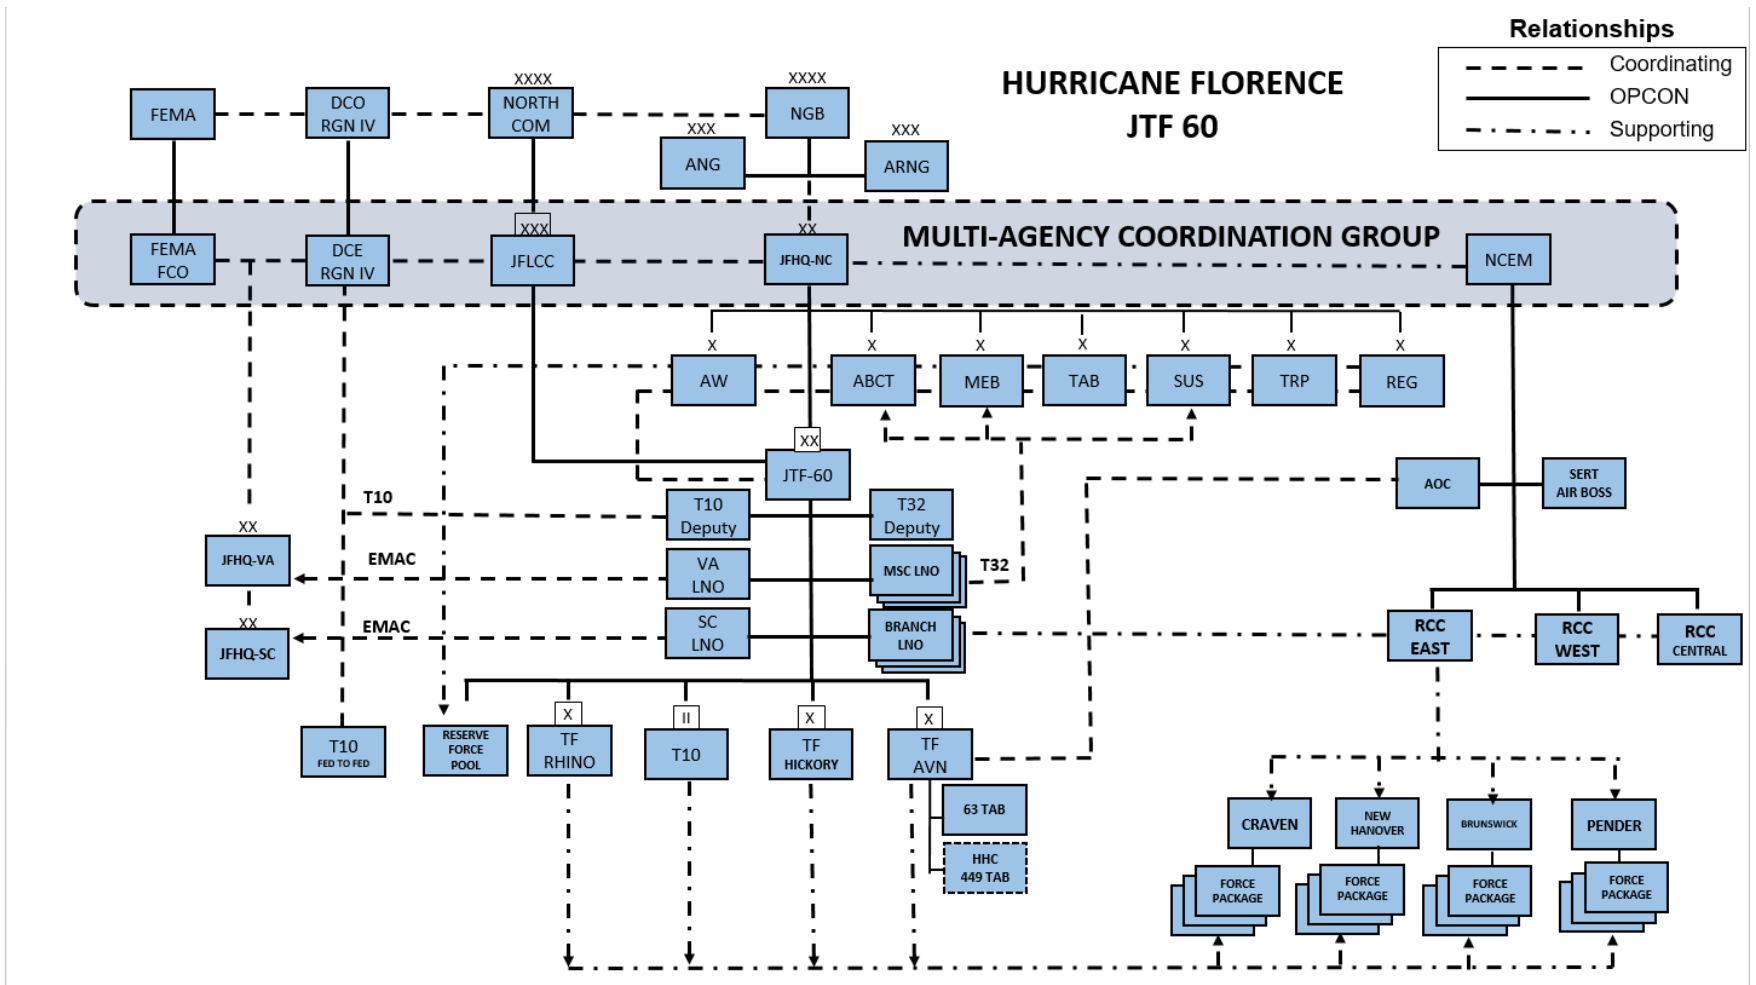 Relationships
Coordinating
OPCON
Supporting
HURRICANE FLORENCE
JTF 60
XXXX
XXXX
FEMA
DCO
RGN IV
NORTH
COM
NGB
XXX
XXX
ANG
ARNG
MULTI-AGENCY COORDINATION GROUP
XXX
XX
FEMA
FCO
DCE
RGN IV
JFLCC
JFHQ-NC
NCEM
X
X
X
X
X
X
X
AW
ABCT
MEB
TAB
SUS
TRP
REG
XX
JTF-60
AOC
SERT
AIR BOSS
T10
T10
Deputy
T32
Deputy
XX
JFHQ-VA
EMAC
VA
LNO
MSC LNO
T32
XX
JFHQ-SC
EMAC
SC
LNO
BRANCH
LNO
RCC
EAST
RCC
WEST
RCC
CENTRAL
X
II
X
X
T10
FED TO FED
RESERVE
FORCE
POOL
TF
RHINO
T10
TF
HICKORY
TF
AVN
63 TAB
HHC
449 TAB
CRAVEN
NEW
HANOVER
BRUNSWICK
PENDER
FORCE
PACKAGE
FORCE
PACKAGE
FORCE
PACKAGE
FORCE
PACKAGE